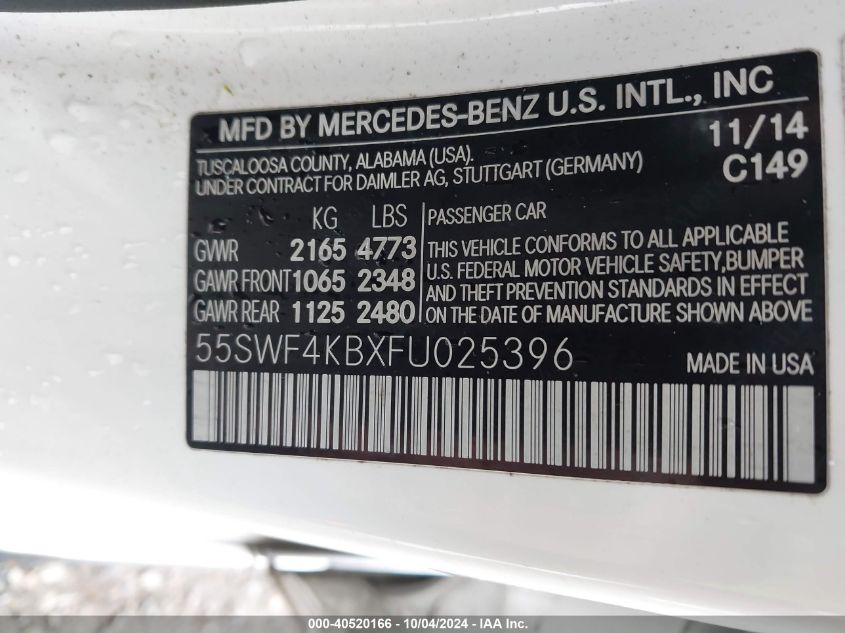 MFD BY MERCEDES-BENZ U.S. INTL., INC
TUSCALOOSA COUNTY, ALABAMA (USA). 11/14
UNDER CONTRACT FOR DAIMLER AG, STUTTGART (GERMANY) C149
KG LBS
GWWR 2165 4773
GAWR FRONT 1065 2348
GAWR REAR 1125 2480
PASSENGER CAR
THIS VEHICLE CONFORMS TO ALL APPLICABLE
U.S. FEDERAL MOTOR VEHICLE SAFETY,BUMPER
AND THEFT PREVENTION STANDARDS IN EFFECT
ON THE DATE OF MANUFACTURE SHOWN ABOVE
55SWF4KBXFU025396 MADE IN USA
000-40520166 - 10/04/2024 - IAA Inc.